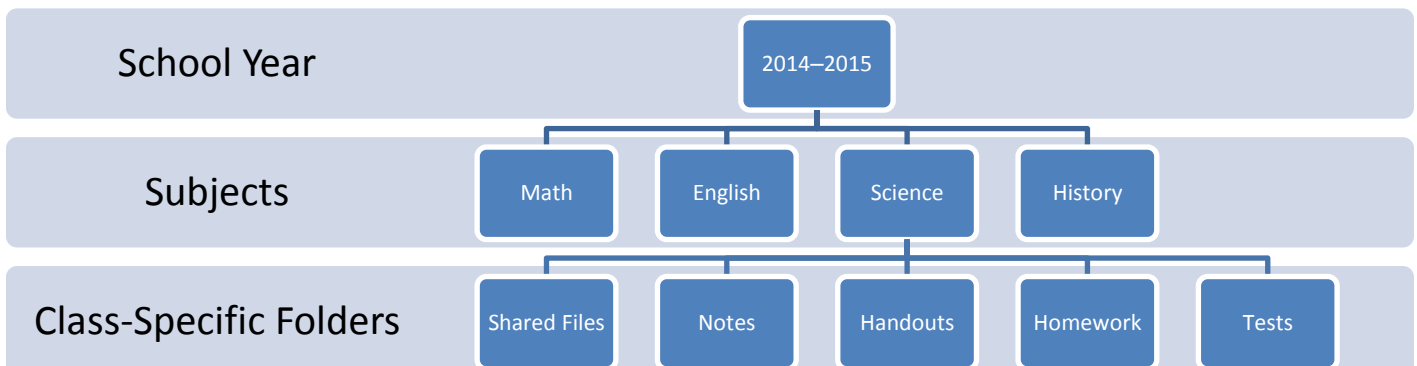 School Year
2014–2015
Subjects
Math
English
Science
History
Class-Specific Folders
Shared Files
Notes
Handouts
Homework
Tests